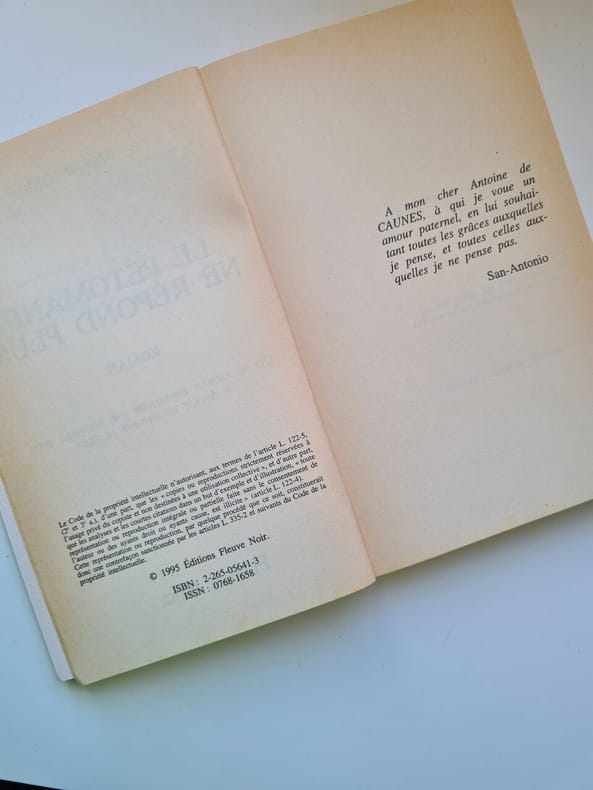 Le Code de la propriété intellectuelle n'autorisant, aux termes de l'article L. 122-5,
(2e et 3e a.), d'une part, que les « copies ou reproductions strictement réservées à
l'usage privé du copiste et non destinées à une utilisation collective », et d'autre part,
que les analyses et les courtes citations dans un but d'exemple et d'illustration, « toute
représentation ou reproduction intégrale ou partielle faite sans le consentement de
l'auteur ou des ayants droit ou ayants cause, est illicite » (article L. 122-4).
Cette représentation ou reproduction, par quelque procédé que ce soit, constituerait
donc une contrefaçon sanctionnée par les articles L. 335-2 et suivants du Code de la
propriété intellectuelle.
© 1995 Éditions Fleuve Noir.
ISBN : 2-265-05641-3
ISSN : 0768-1658
A mon cher Antoine de
CAUNES, à qui je voue un
amour paternel, en lui souhai-
tant toutes les grâces auxquelles
je pense, et toutes celles aux-
quelles je ne pense pas.
San-Antonio